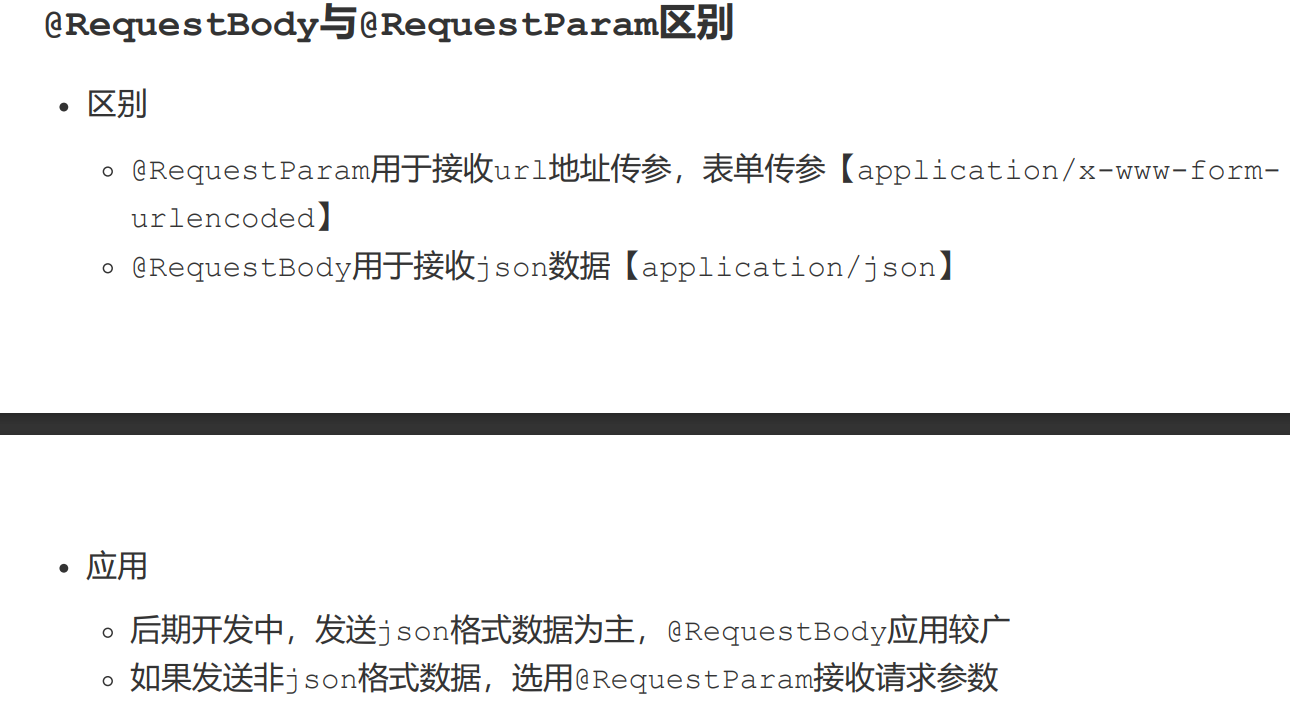 @RequestBody与@RequestParam区别
区别
@RequestParam用于接收url地址传参，表单传参【application/x-www-form-
urlencoded】
@RequestBody用于接收json数据【application/json】
应用
后期开发中，发送json格式数据为主，@RequestBody应用较广
如果发送非json格式数据，选用@RequestParam接收请求参数